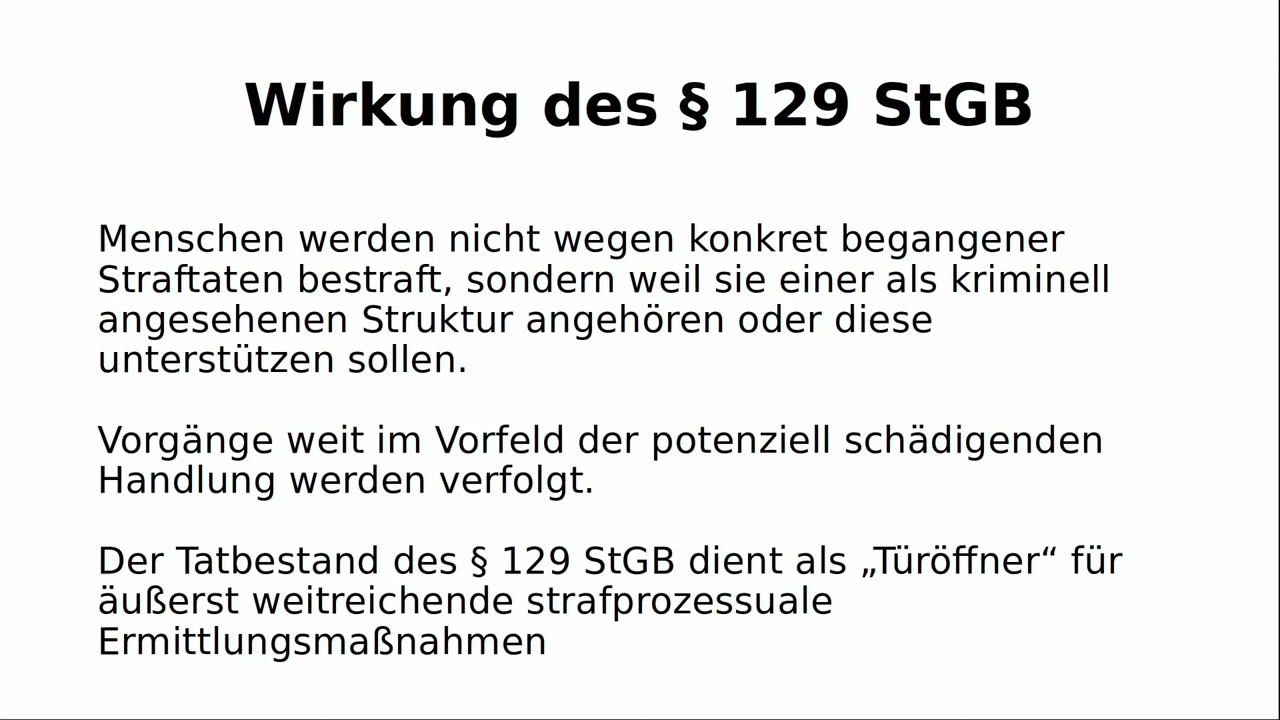 Wirkung des § 129 StGB
Menschen werden nicht wegen konkret begangener
Straftaten bestraft, sondern weil sie einer als kriminell
angesehenen Struktur angehören oder diese
unterstützen sollen.
Vorgänge weit im Vorfeld der potenziell schädigenden
Handlung werden verfolgt.
Der Tatbestand des § 129 StGB dient als „Türöffner“ für
äußerst weitreichende strafprozessuale
Ermittlungsmaßnahmen